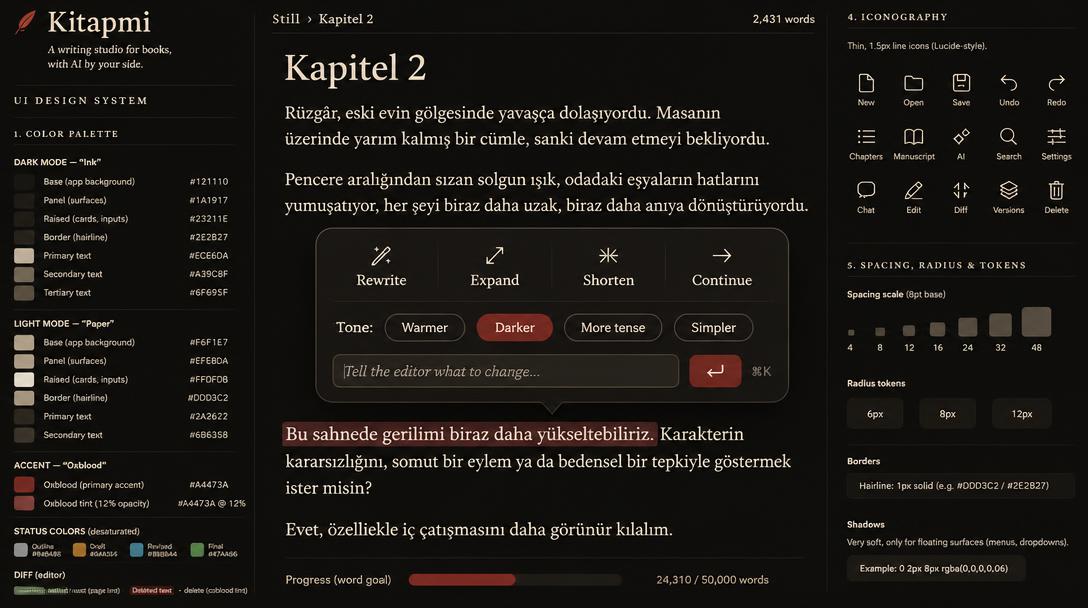 Kitapmi
A writing studio for books,
with AI by your side.
UI DESIGN SYSTEM
1. COLOR PALETTE
DARK MODE — “Ink”
Base (app background) #121110
Panel (surfaces) #1A1917
Raised (cards, inputs) #23211E
Border (hairline) #2E2B27
Primary text #ECE6DA
Secondary text #A39C8F
Tertiary text #6F695F
LIGHT MODE — “Paper”
Base (app background) #F6F1E7
Panel (surfaces) #EFEBDA
Raised (cards, inputs) #FFDFDB
Border (hairline) #DDD3C2
Primary text #2A2622
Secondary text #6B6358
ACCENT — “Oxblood”
Oxblood (primary accent) #A4473A
Oxblood tint (12% opacity) #A4473A @ 12%
STATUS COLORS (desaturated)
Outline Draft Revised Final
DIFF (editor)
Deleted text - delete (oxblood tint)
Still › Kapitel 2 2,431 words
Kapitel 2
Rüzgâr, eski evin gölgesinde yavaşça dolaşıyordu. Masanın
üzerinde yarım kalmış bir cümle, sanki devam etmeyi bekliyordu.
Pencere aralığından sızan solgun ışık, odadaki eşyaların hatlarını
yumuşatıyor, her şeyi biraz daha uzak, biraz daha anıya dönüştürüyordu.
Rewrite Expand Shorten Continue
Tone: Warmer Darker More tense Simpler
Tell the editor what to change... ⌘K
Bu sahnede gerilimi biraz daha yükseltebiliriz. Karakterin
kararsızlığını, somut bir eylem ya da bedensel bir tepkiyle göstermek
ister misin?
Evet, özelliekle iç çatışmasını daha görünür kılalım.
Progress (word goal) 24,310 / 50,000 words
4. ICONOGRAPHY
Thin, 1.5px line icons (Lucide-style).
New Open Save Undo Redo
Chapters Manuscript AI Search Settings
Chat Edit Diff Versions Delete
5. SPACING, RADIUS & TOKENS
Spacing scale (8pt base)
4 8 12 16 24 32 48
Radius tokens
6px 8px 12px
Borders
Hairline: 1px solid (e.g. #DDD3C2 / #2E2B27)
Shadows
Very soft, only for floating surfaces (menus, dropdowns).
Example: 0 2px 8px rgba(0,0,0,0,06)